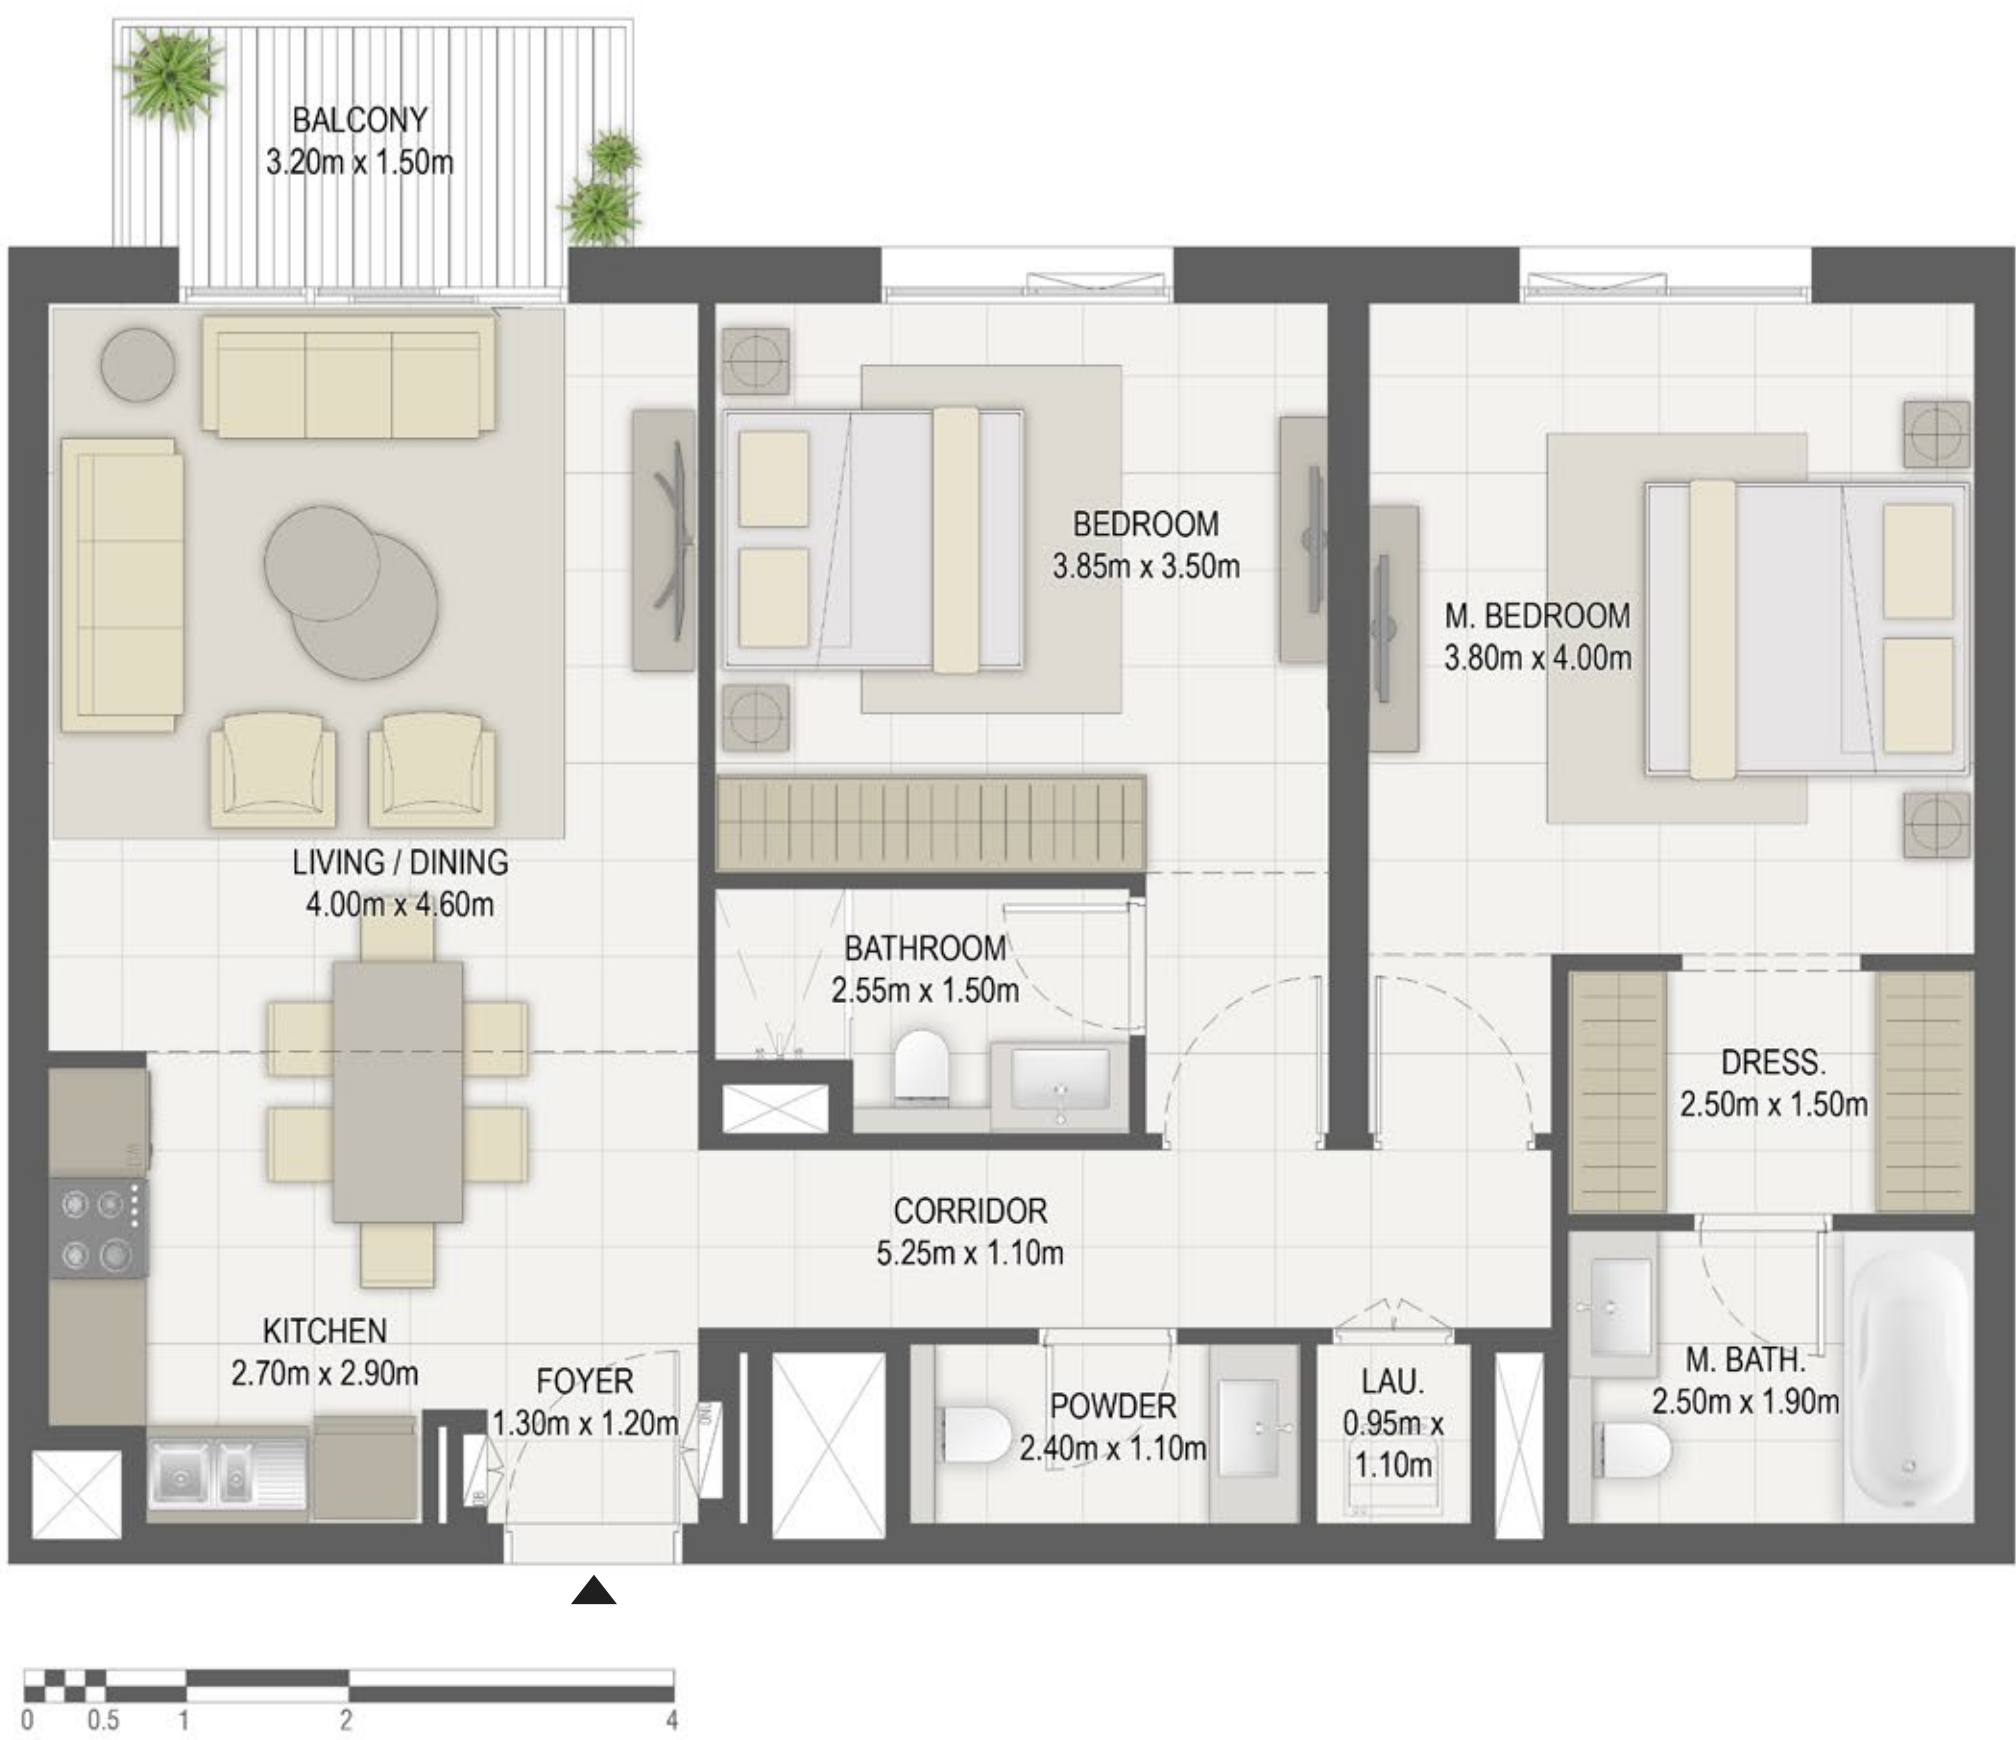 BALCONY
3.20m x 1.50m
BEDROOM
3.85m x 3.50m
M. BEDROOM
3.80m x 4.00m
LIVING / DINING
4.00m x 4.60m
BATHROOM
2.55m x 1.50m
DRESS.
2.50m x 1.50m
CORRIDOR
5.25m x 1.10m
KITCHEN
2.70m x 2.90m
FOYER
1.30m x 1.20m
POWDER
2.40m x 1.10m
LAU.
0.95m x
1.10m
M. BATH.
2.50m x 1.90m
DB
0 0.5 1 2 4